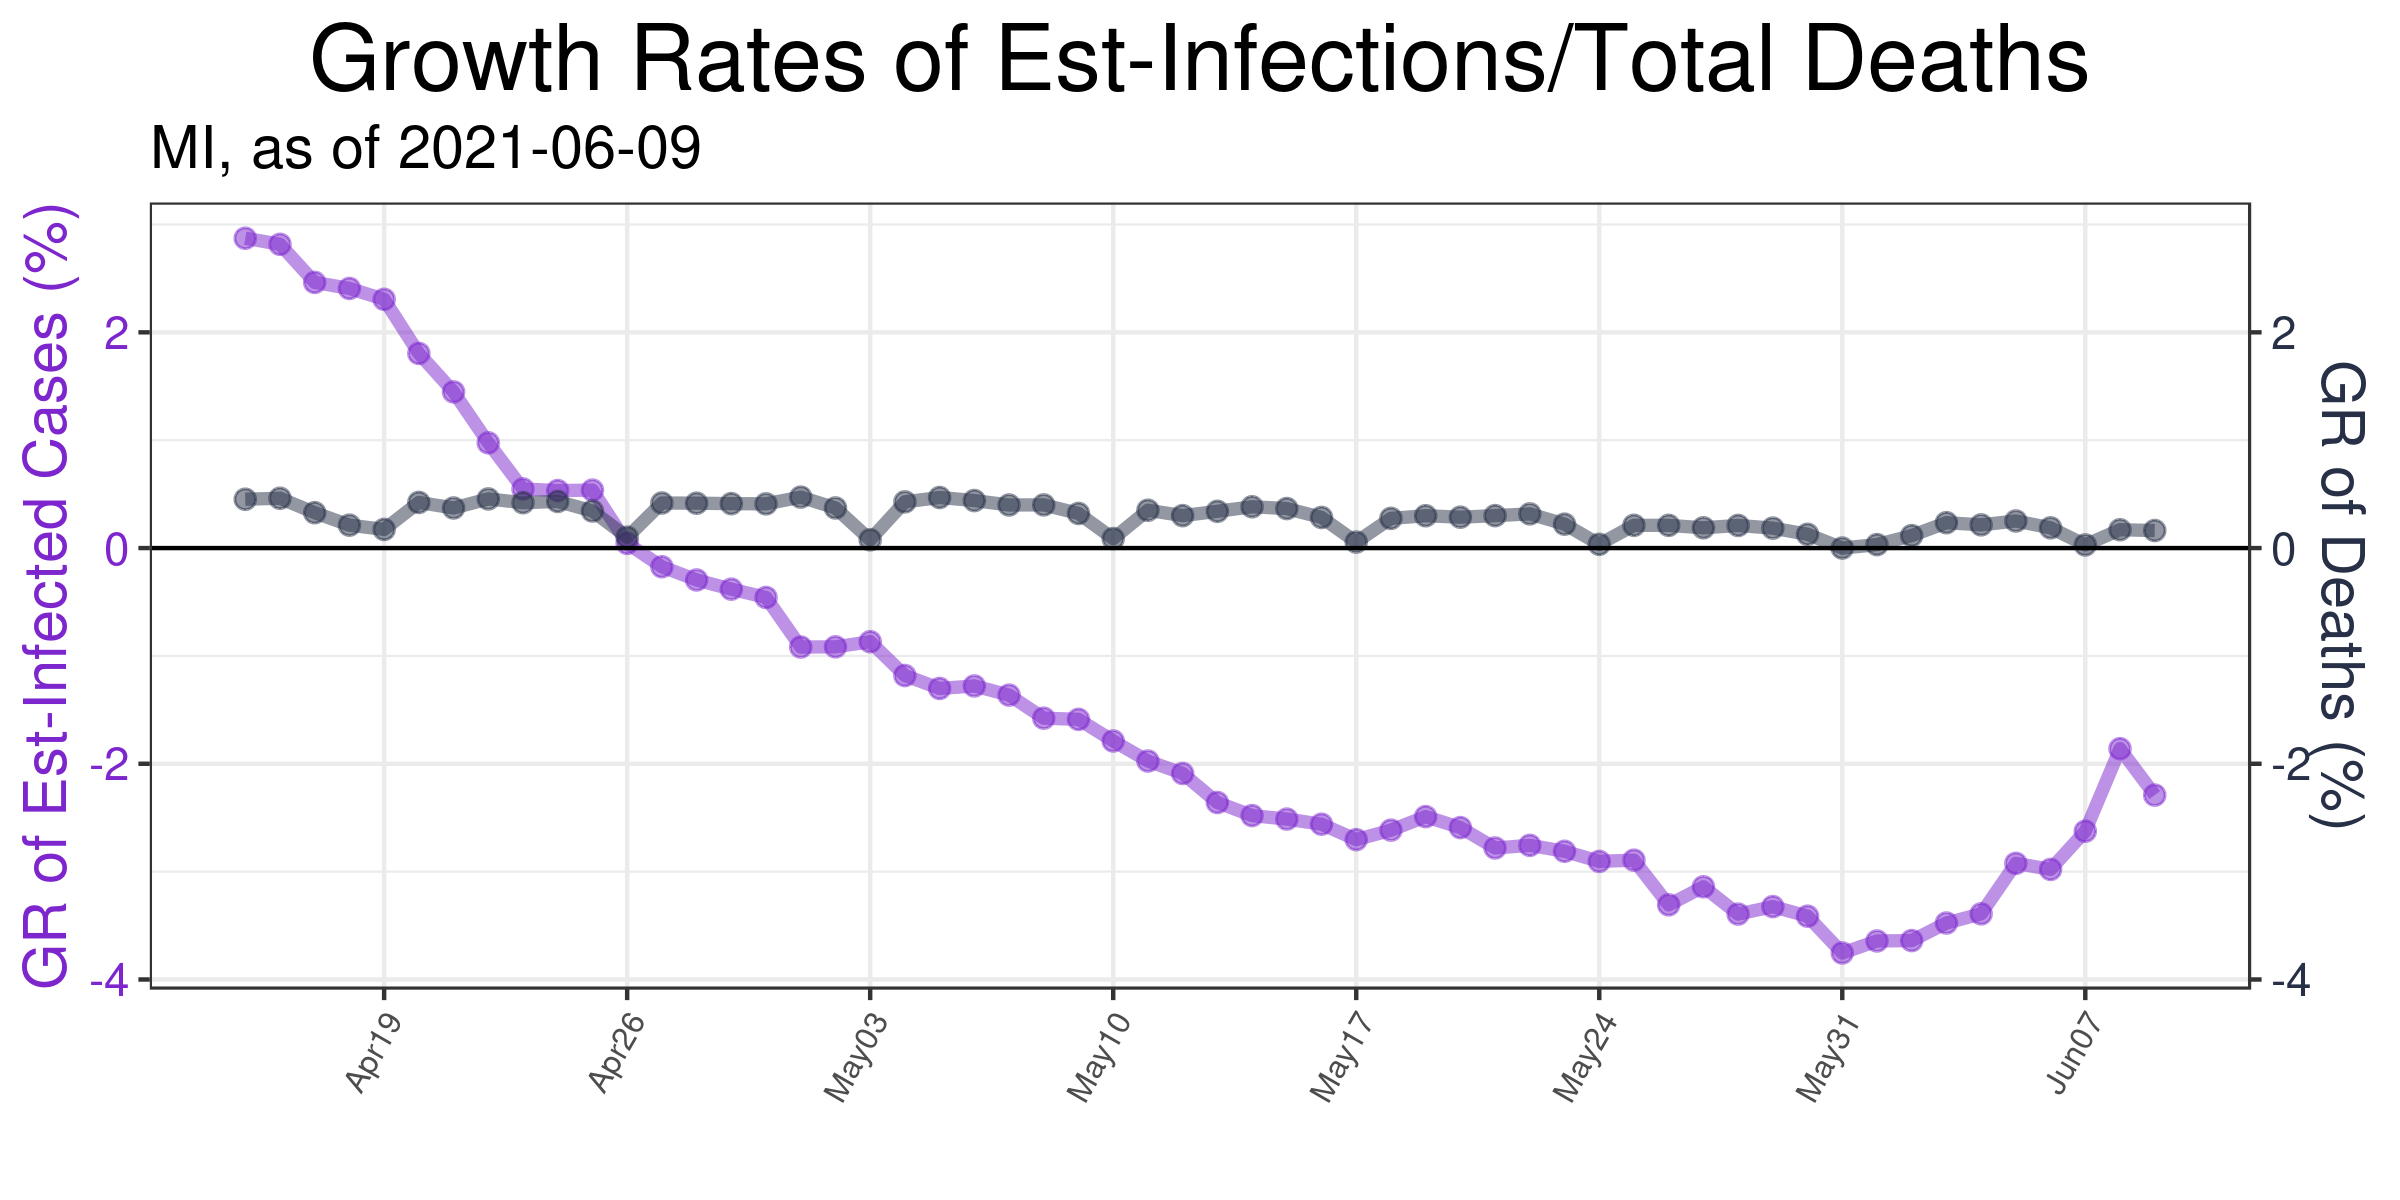 Growth Rates of Est-Infections/Total Deaths
MI, as of 2021-06-09
GR of Est-Infected Cases (%)
2
0
-2
-4
2
0
-2
-4
GR of Deaths (%)
Apr19
Apr26
May03
May10
May17
May24
May31
Jun07